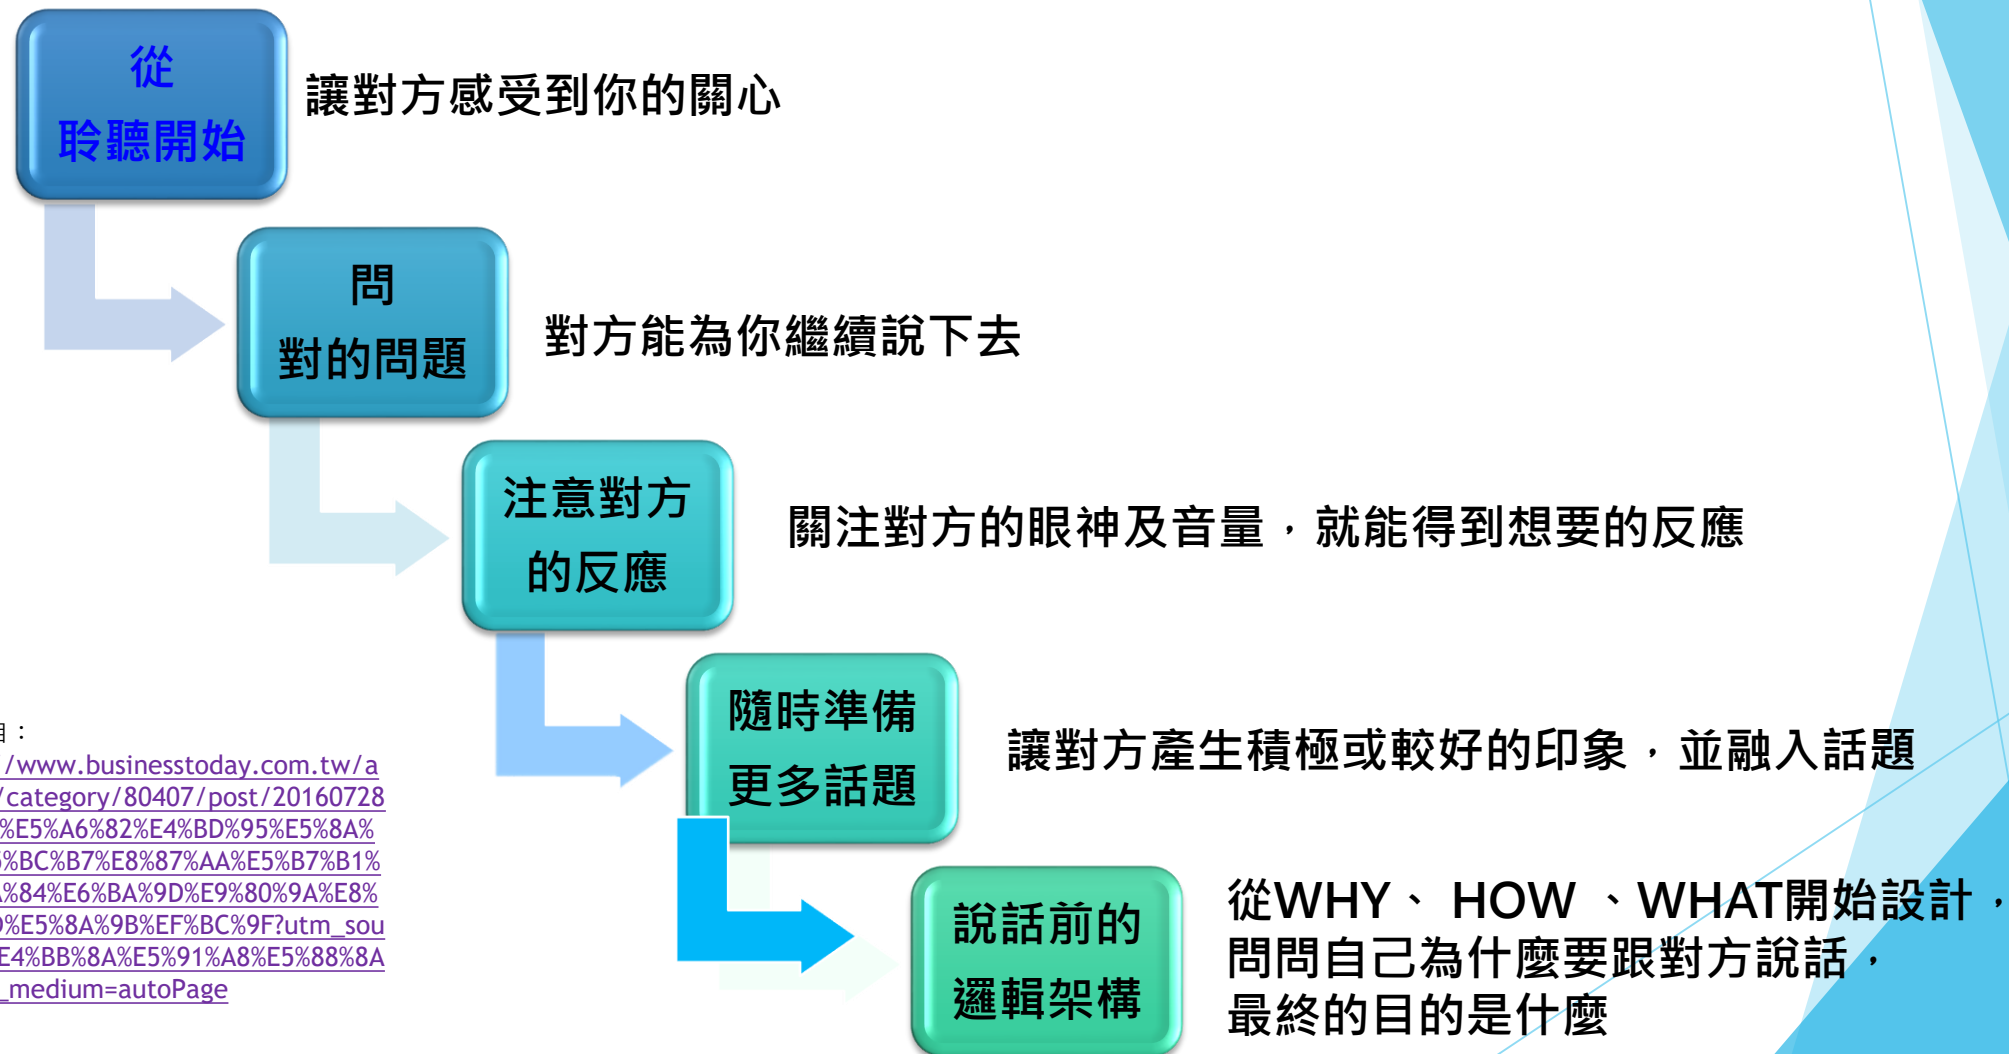 從
聆聽開始
讓對方感受到你的關心
問
對的問題
對方能為你繼續說下去
注意對方
的反應
關注對方的眼神及音量，就能得到想要的反應
隨時準備
更多話題
讓對方產生積極或較好的印象，並融入話題
說話前的
邏輯架構
從WHY、 HOW 、WHAT開始設計，
問問自己為什麼要跟對方說話，
最終的目的是什麼
：
/www.businesstoday.com.tw/a
/category/80407/post/20160728
%E5%A6%82%E4%BD%95%E5%8A%
%BC%B7%E8%87%AA%E5%B7%B1%
%84%E6%BA%9D%E9%80%9A%E8%
%E5%8A%9B%EF%BC%9F?utm_sou
E4%BB%8A%E5%91%A8%E5%88%8A
_medium=autoPage